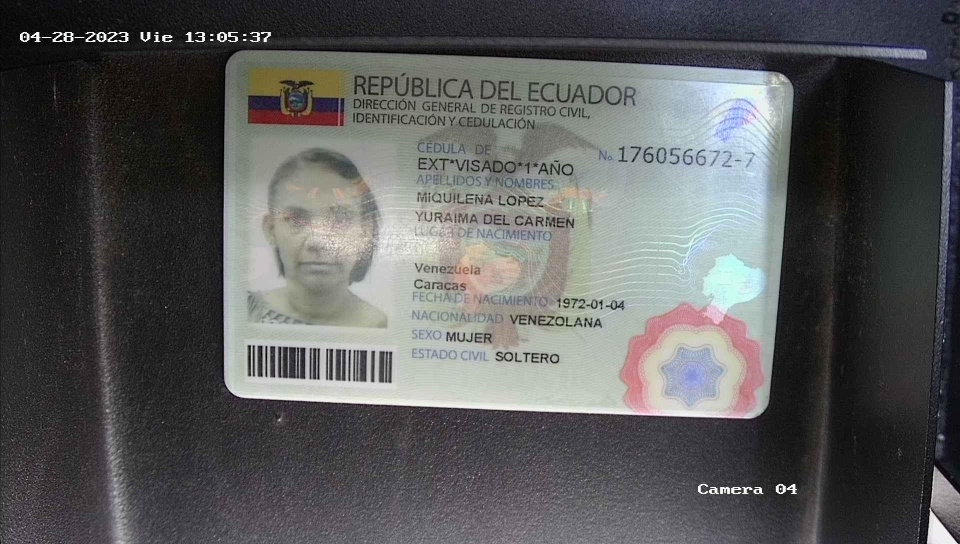 04-28-2023 Vie 13:05:37
REPÚBLICA DEL ECUADOR
DIRECCIÓN GENERAL DE REGISTRO CIVIL,
IDENTIFICACIÓN Y CEDULACIÓN
CÉDULA DE
No. 176056672-7
EXT*VISADO*1*AÑO
APELLIDOS Y NOMBRES
MIQUILENA LOPEZ
YURAIMA DEL CARMEN
LUGAR DE NACIMIENTO
Venezuela
Caracas
FECHA DE NACIMIENTO 1972-01-04
NACIONALIDAD VENEZOLANA
SEXO MUJER
ESTADO CIVIL SOLTERO
Camera 04